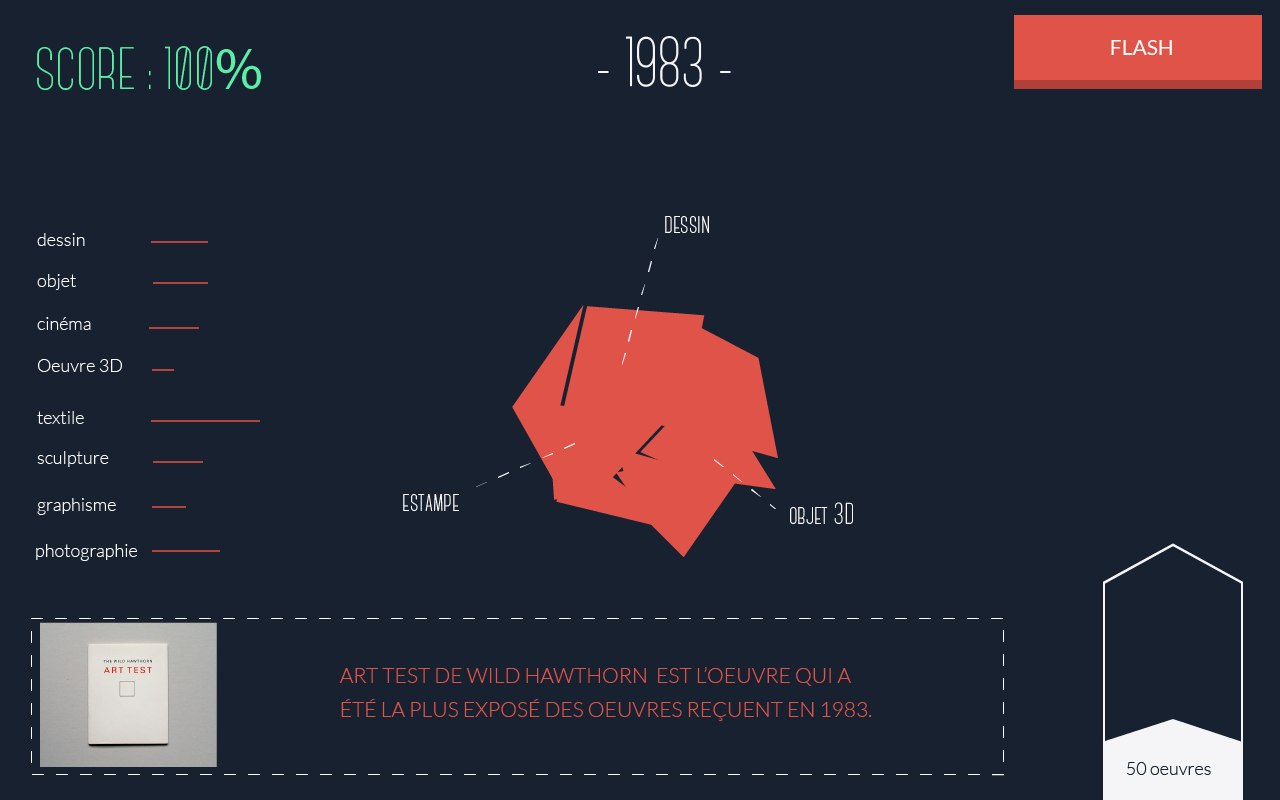 SCORE : 100%
- 1983 -
FLASH
dessin
objet
cinéma
Oeuvre 3D
textile
sculpture
graphisme
photographie
DESSIN
ESTAMPE
OBJET 3D
THE WILD HAWTHORN
ART TEST
ART TEST DE WILD HAWTHORN EST L'OEUVRE QUI A
ÉTÉ LA PLUS EXPOSÉ DES OEUVRES REÇUENT EN 1983.
50 oeuvres